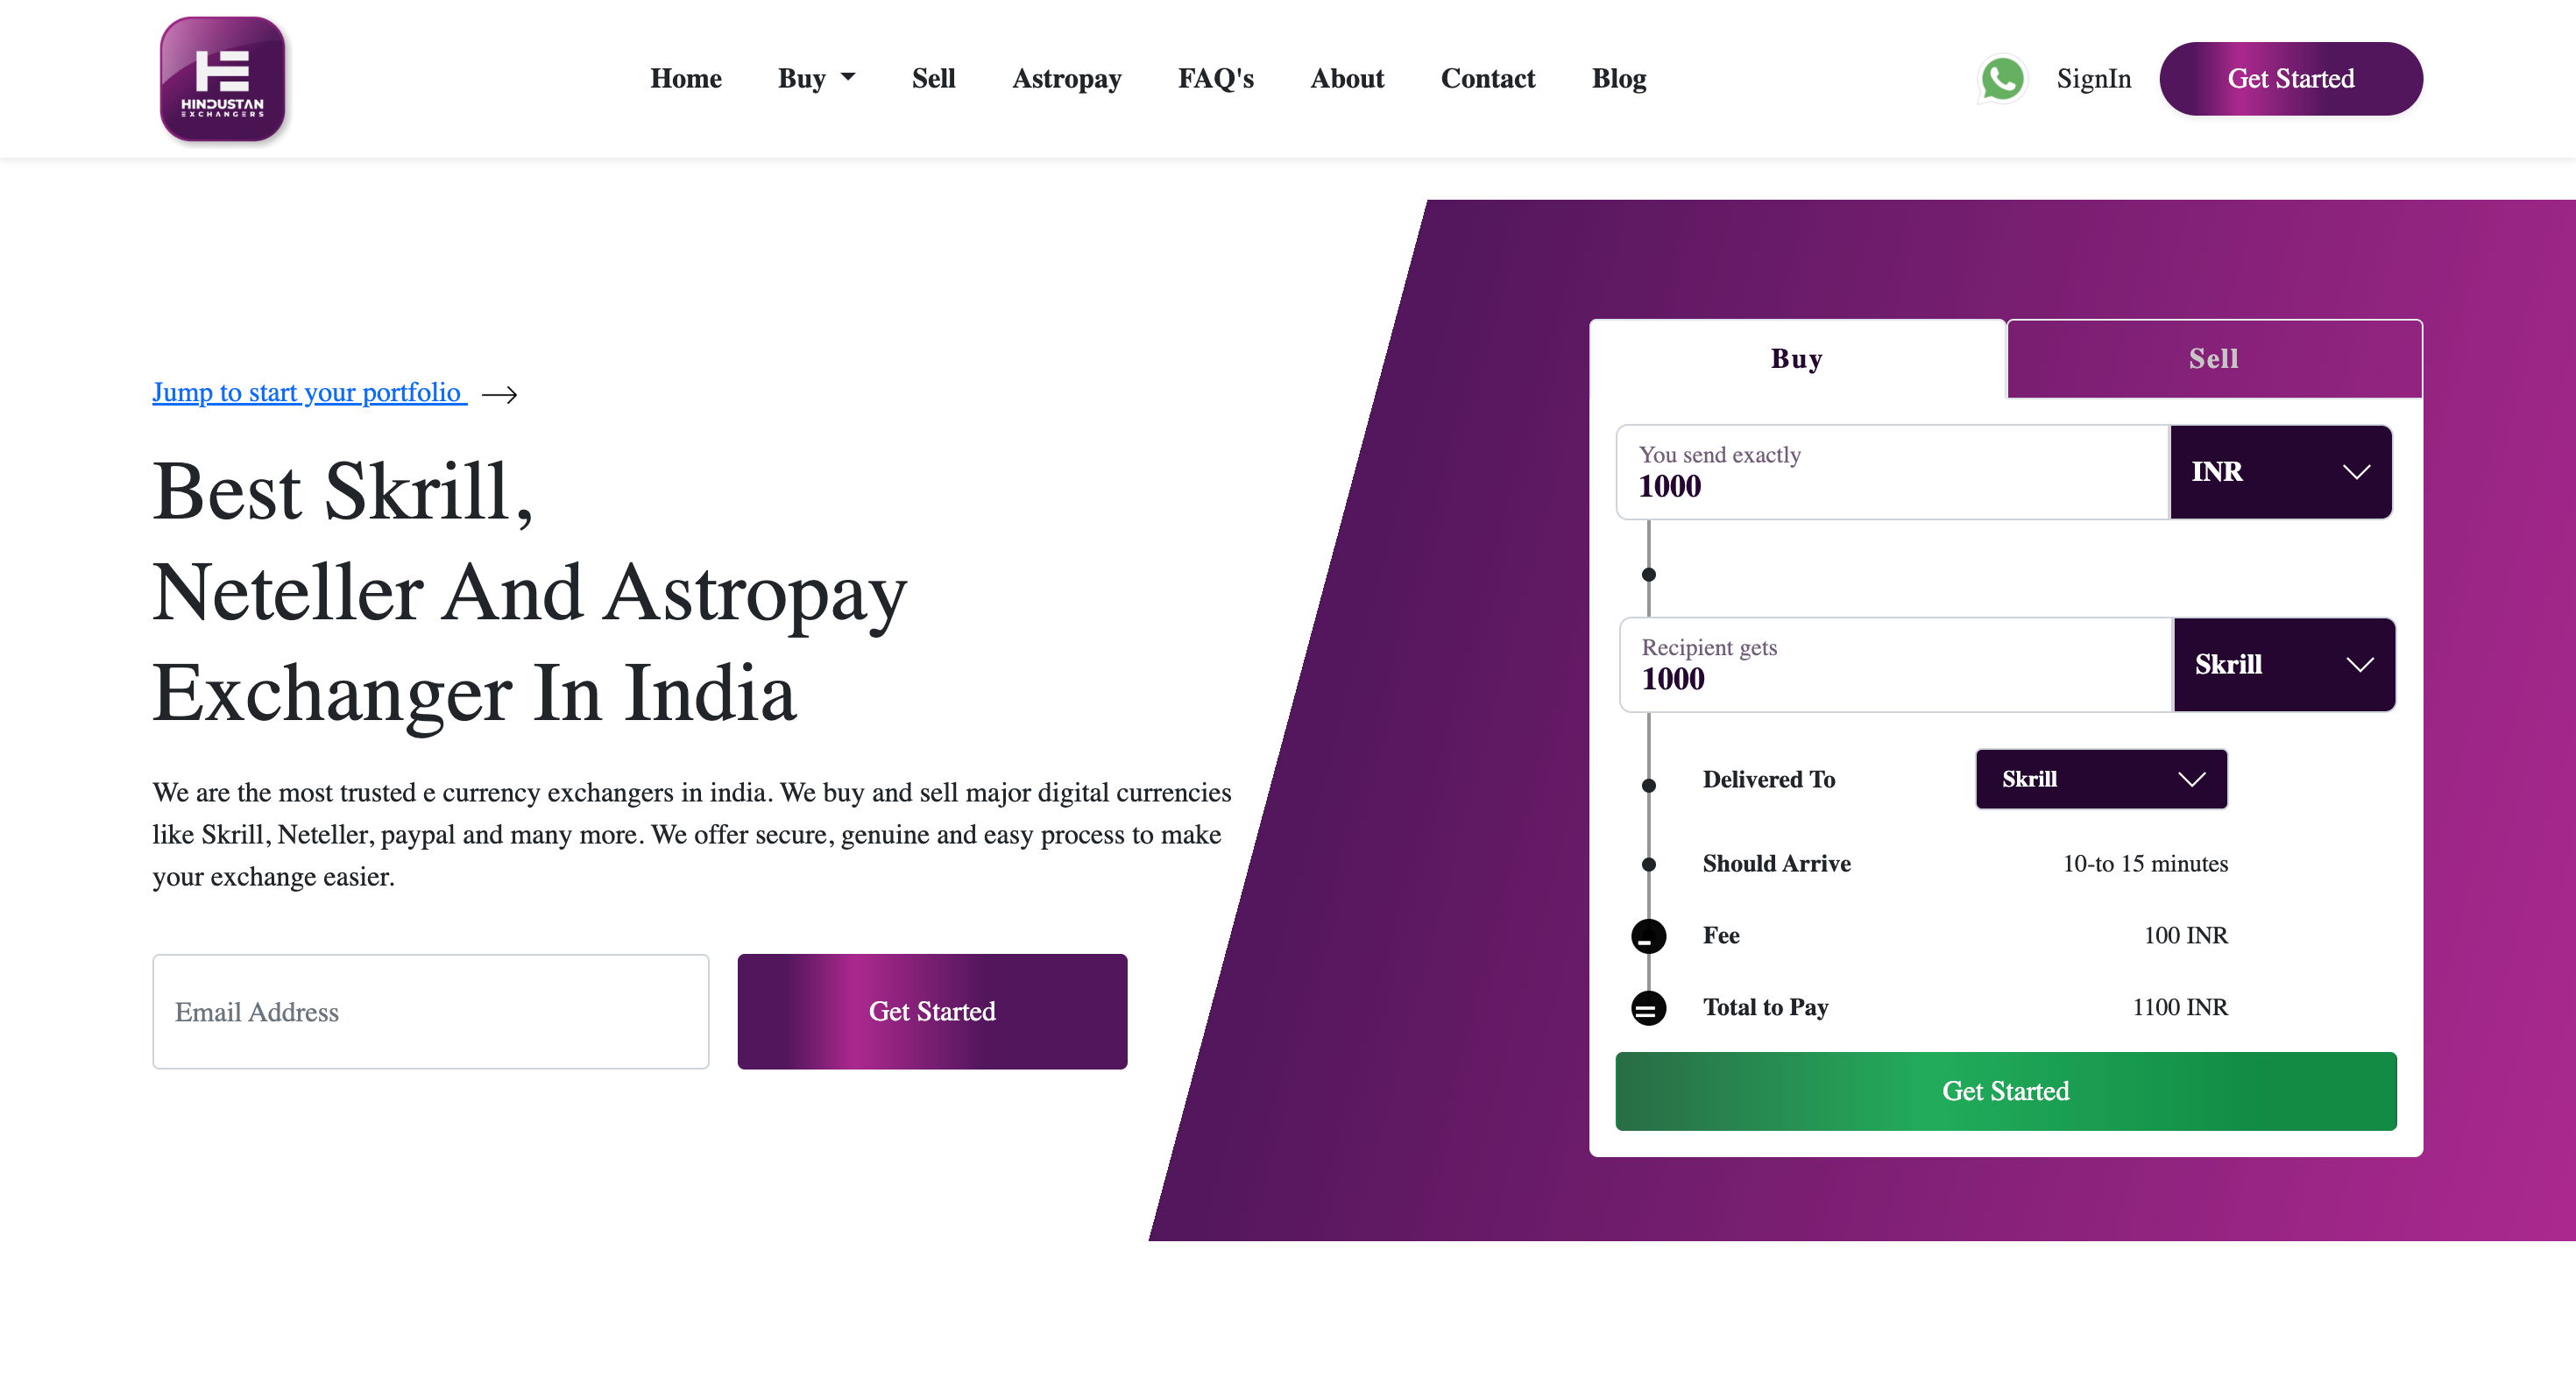 HINDUSTAN
EXCHANGERS
Home Buy Sell Astropay FAQ's About Contact Blog SignIn Get Started
Jump to start your portfolio
Best Skrill,
Neteller And Astropay
Exchanger In India
We are the most trusted e currency exchangers in india. We buy and sell major digital currencies
like Skrill, Neteller, paypal and many more. We offer secure, genuine and easy process to make
your exchange easier.
Email Address
Get Started
Buy Sell
You send exactly
1000
INR
Recipient gets
1000
Skrill
Delivered To Skrill
Should Arrive 10-to 15 minutes
Fee 100 INR
Total to Pay 1100 INR
Get Started